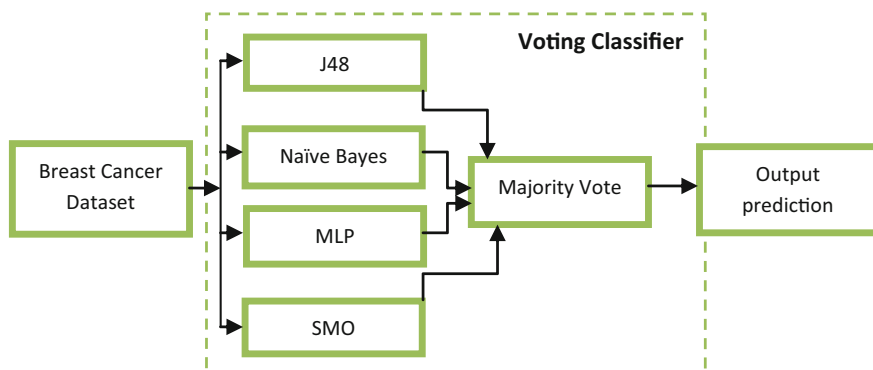 Voting Classifier
J48
Naïve Bayes
MLP
SMO
Breast Cancer
Dataset
Majority Vote
Output
prediction